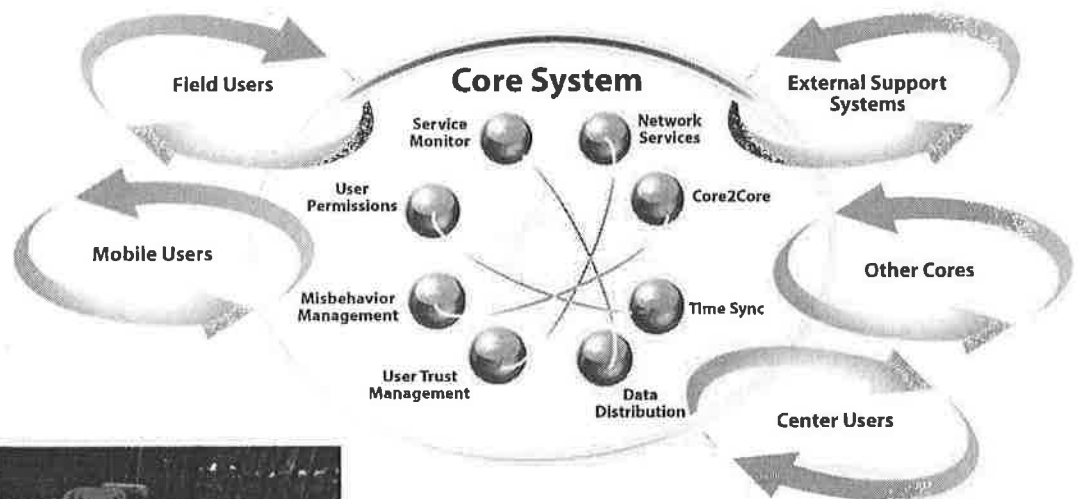 Core System
Field Users
External Support
Systems
Service
Monitor
Network
Services
User
Permissions
Core2Core
Mobile Users
Other Cores
Misbehavior
Management
Time Sync
User Trust
Management
Data
Distribution
Center Users